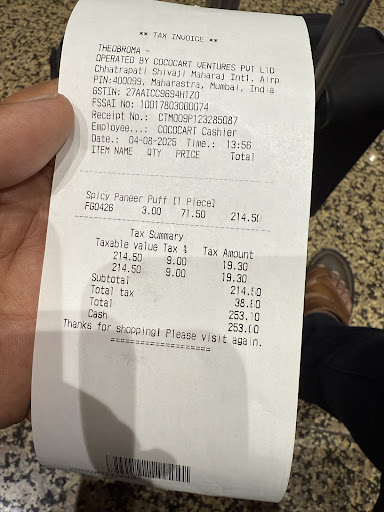 ** TAX INVOICE **
THEOBROMA -
OPERATED BY COCOCART VENTURES PVT LTD
Chhatrapati Shivaji Maharaj Intl. Airp
PIN:400099, Maharastra, Mumbai, India
GSTIN: 27AAICC9694H1Z0
FSSAI No: 10017803000074
Receipt No.: CTM009P123285087
Employee...: COCOCART Cashier
Date.: 04-08-2025 Time.: 13:56
ITEM NAME QTY PRICE Total
Spicy Paneer Puff [1 Piece]
FG0426 3.00 71.50 214.50
Tax Summary
Taxable value Tax % Tax Amount
214.50 9.00 19.30
214.50 9.00 19.30
Subtotal 214.50
Total tax 38.60
Total 253.10
Cash 253.10
Thanks for shopping! Please visit again.
====================